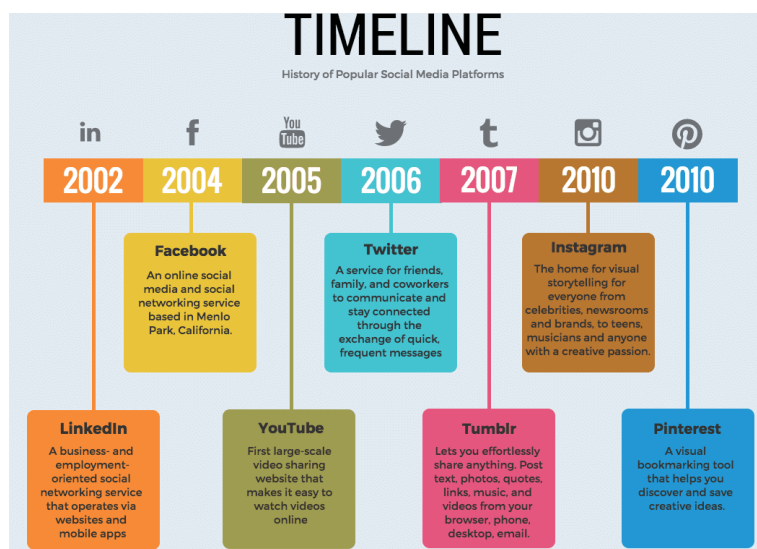 TIMELINE
History of Popular Social Media Platforms
in
f
You
Tube
t
2002
2004
2005
2006
2007
2010
2010
Facebook
An online social
media and social
networking service
based in Menlo
Park, California.
Twitter
A service for friends,
family, and coworkers
to communicate and
stay connected
through the
exchange of quick,
frequent messages
Instagram
The home for visual
storytelling for
everyone from
celebrities, newsrooms
and brands, to teens,
musicians and anyone
with a creative passion.
LinkedIn
A business- and
employment-
oriented social
networking service
that operates via
websites and
mobile apps
YouTube
First large-scale
video sharing
website that
makes it easy to
watch videos
online
Tumblr
Lets you effortlessly
share anything. Post
text, photos, quotes,
links, music, and
videos from your
browser, phone,
desktop, email.
Pinterest
A visual
bookmarking tool
that helps you
discover and save
creative ideas.